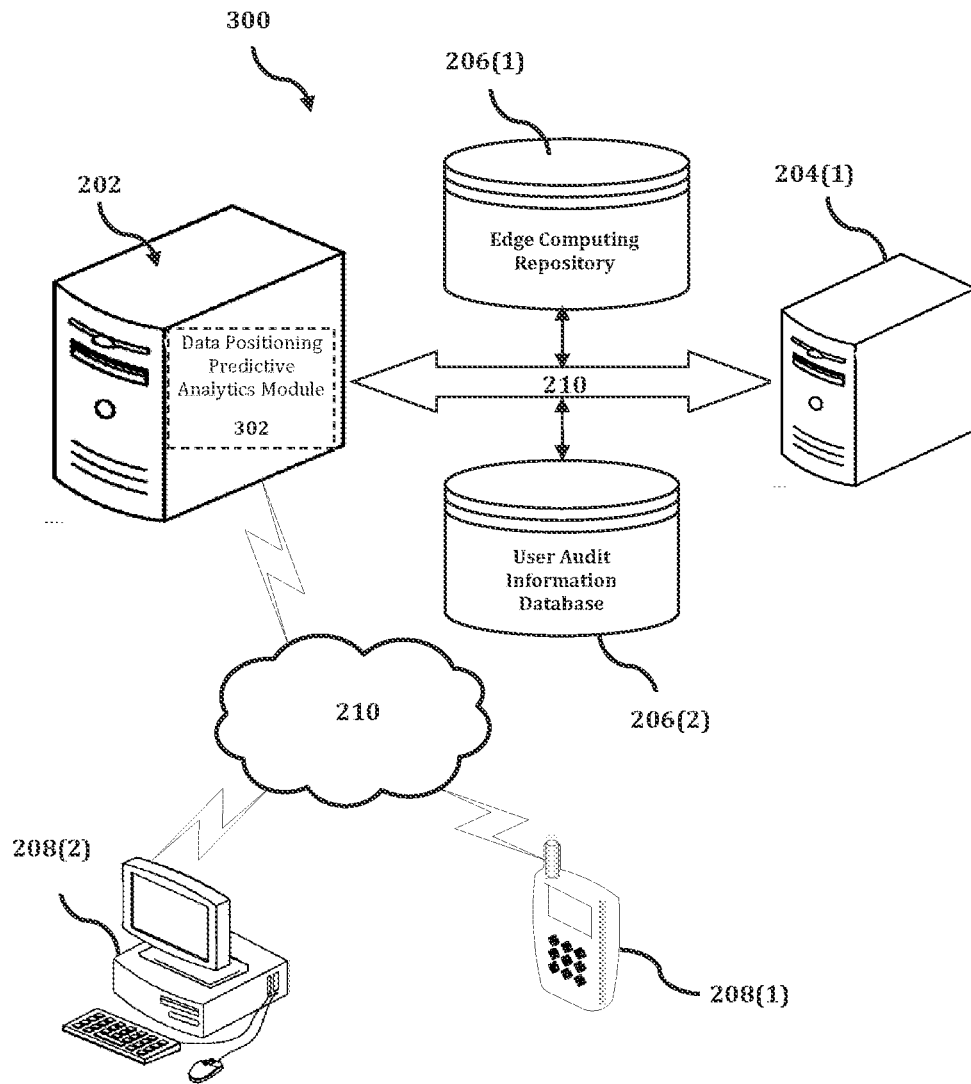 300
206(1)
202
204(1)
Edge Computing
Repository
Data Positioning
Predictive
Analytics Module
302
210
User Audit
Information
Database
206(2)
210
208(2)
208(1)